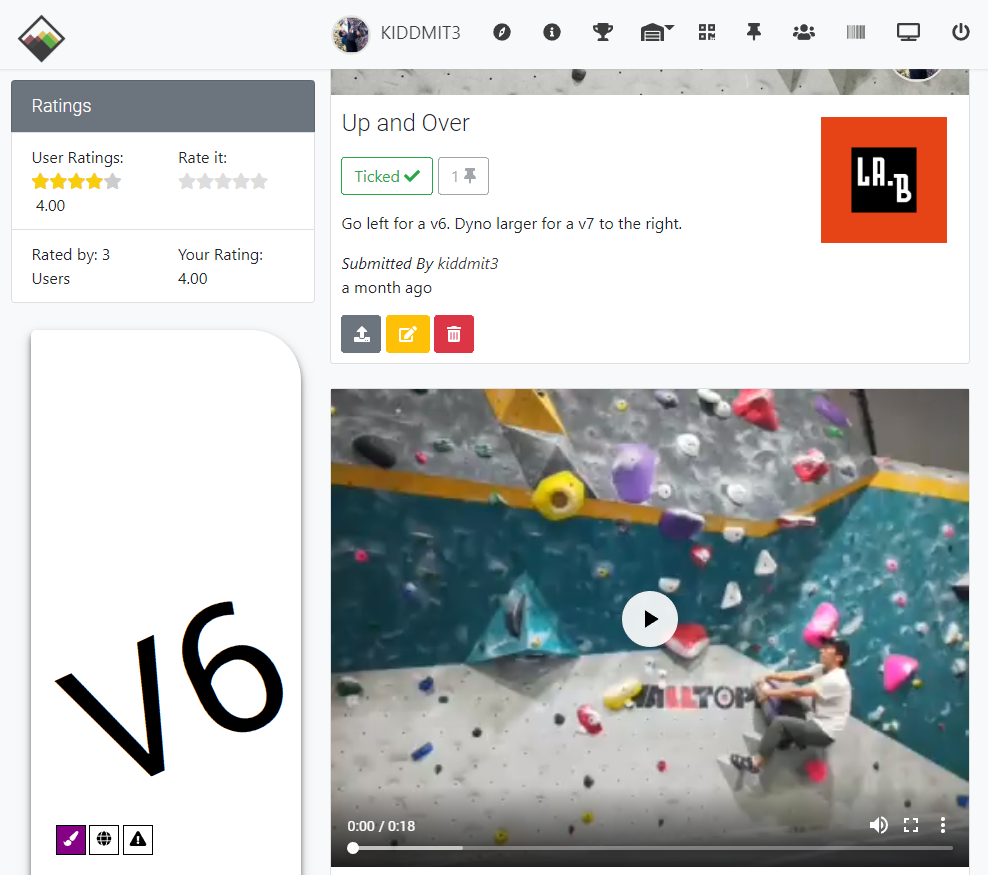 KIDDMIT3
Ratings
User Ratings:
4.00
Rate it:
Rated by: 3
Users
Your Rating:
4.00
V6
Up and Over
Ticked
1
Go left for a v6. Dyno larger for a v7 to the right.
Submitted By kiddmit3
a month ago
LA.B
WALLTOP
0:00 / 0:18